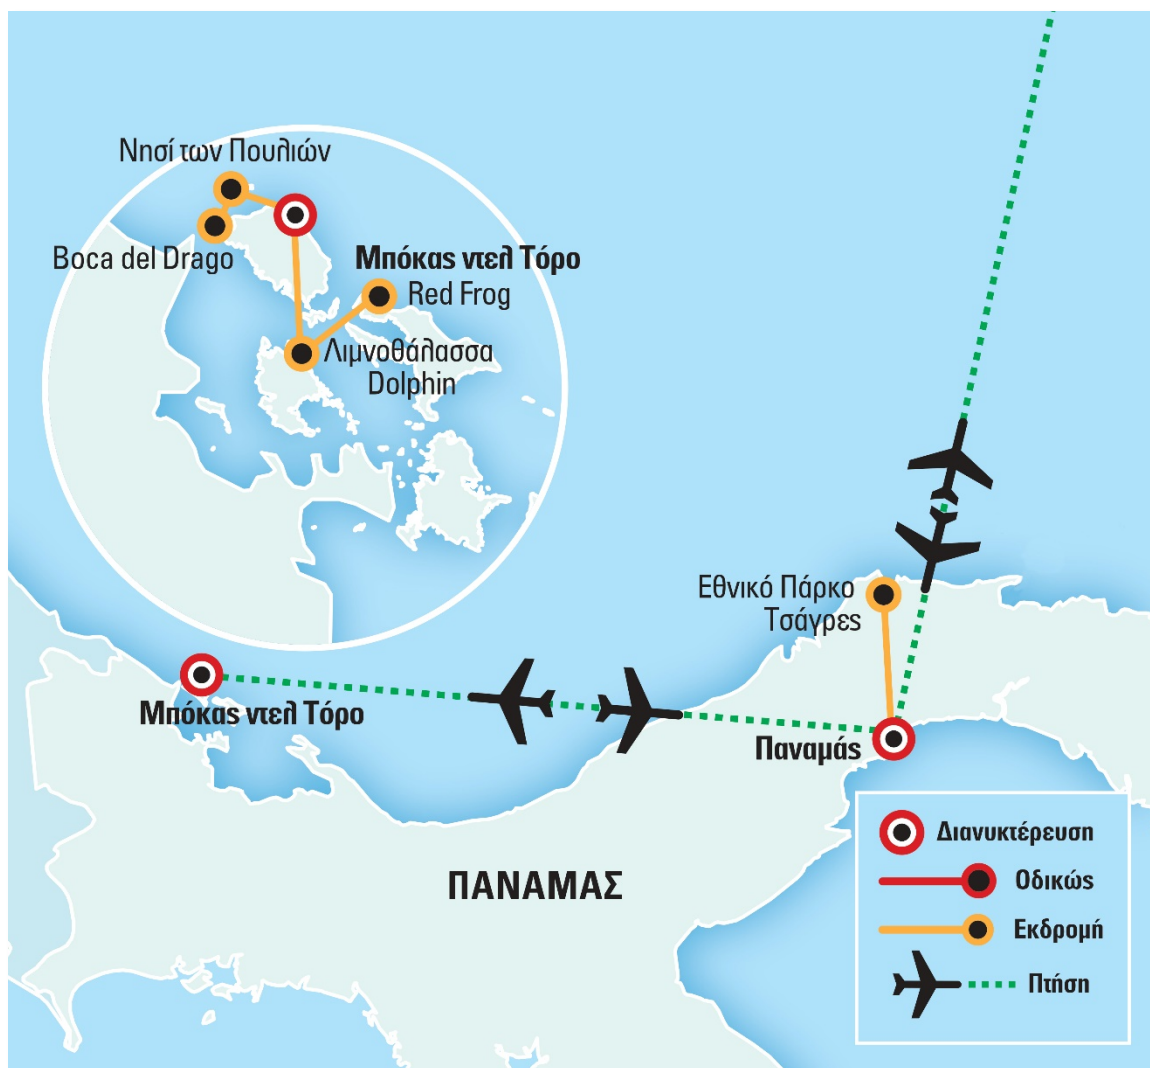 Νησί των Πουλιών
Boca del Drago
Μπόκας ντελ Τόρο
Red Frog
Λιμνοθάλασσα
Dolphin
Εθνικό Πάρκο
Τσάγρες
Μπόκας ντελ Τόρο
Παναμάς
ΠΑΝΑΜΑΣ
Διανυκτέρευση
Οδικώς
Εκδρομή
Πτήση